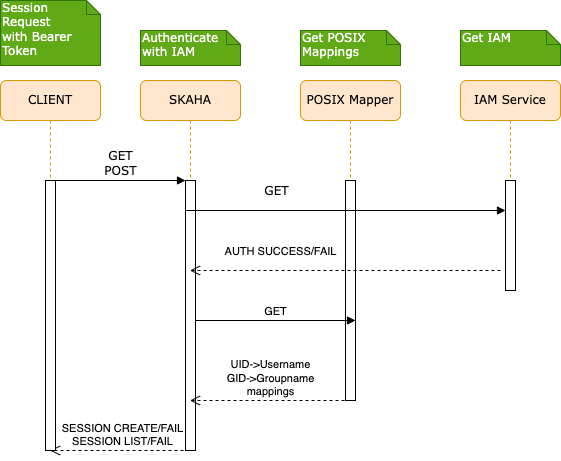 Session
Request
with Bearer
Token
Authenticate
with IAM
Get POSIX
Mappings
Get IAM
CLIENT
SKAHA
POSIX Mapper
IAM Service
GET
POST
GET
AUTH SUCCESS/FAIL
GET
UID->Username
GID->Groupname
mappings
SESSION CREATE/FAIL
SESSION LIST/FAIL